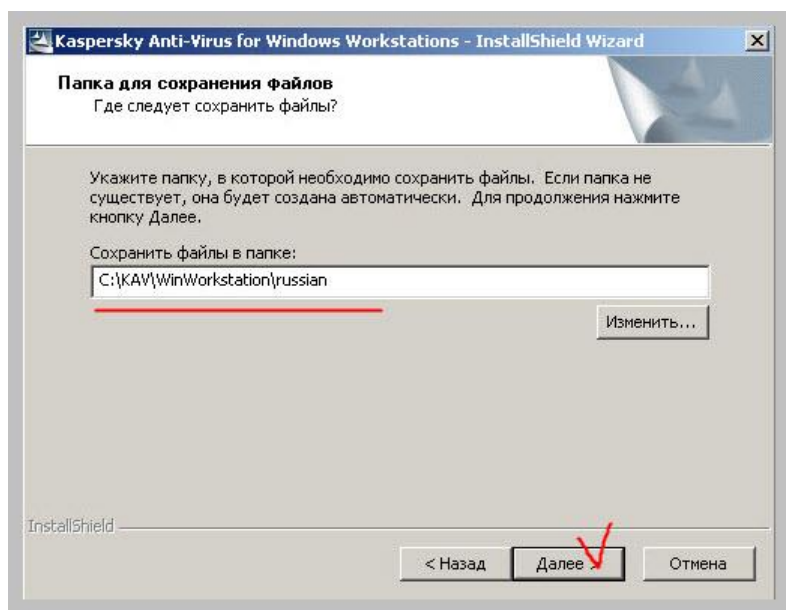 Kaspersky Anti-Virus for Windows Workstations - InstallShield Wizard
Папка для сохранения файлов
Где следует сохранить файлы?
Укажите папку, в которой необходимо сохранить файлы. Если папка не
существует, она будет создана автоматически. Для продолжения нажмите
кнопку Далее.
Сохранить файлы в папке:
C:\KAV\WinWorkstation\russian
Изменить...
InstallShield
< Назад
Далее >
Отмена